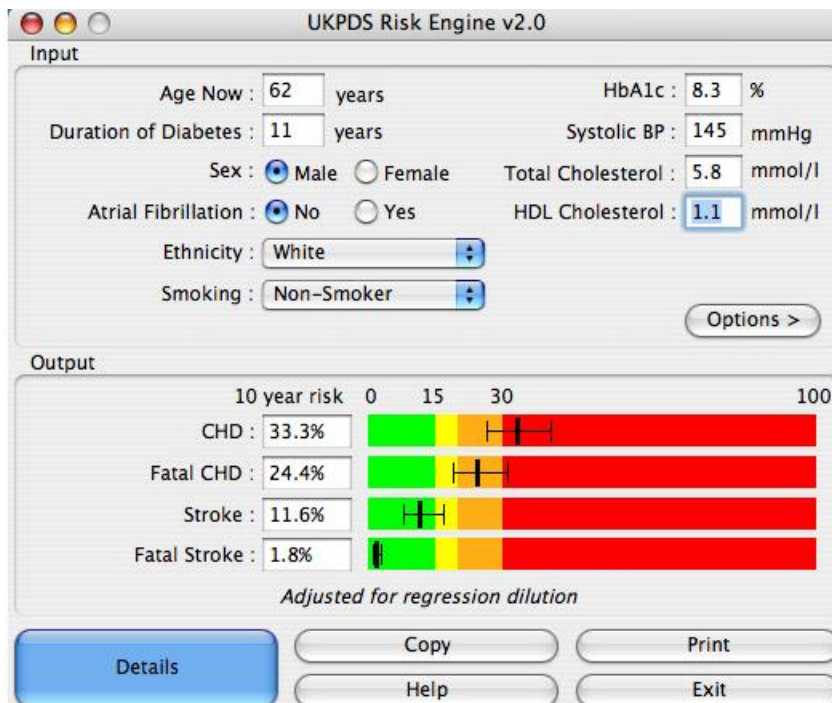 UKPDS Risk Engine v2.0
Input
Age Now : 62 years
HbA1c : 8.3 %
Duration of Diabetes : 11 years
Systolic BP : 145 mmHg
Sex : Male Female
Total Cholesterol : 5.8 mmol/l
Atrial Fibrillation : No Yes
HDL Cholesterol : 1.1 mmol/l
Ethnicity : White
Smoking : Non-Smoker
Options >
Output
10 year risk 0 15 30 100
CHD : 33.3%
Fatal CHD : 24.4%
Stroke : 11.6%
Fatal Stroke : 1.8%
Adjusted for regression dilution
Details
Copy
Print
Help
Exit